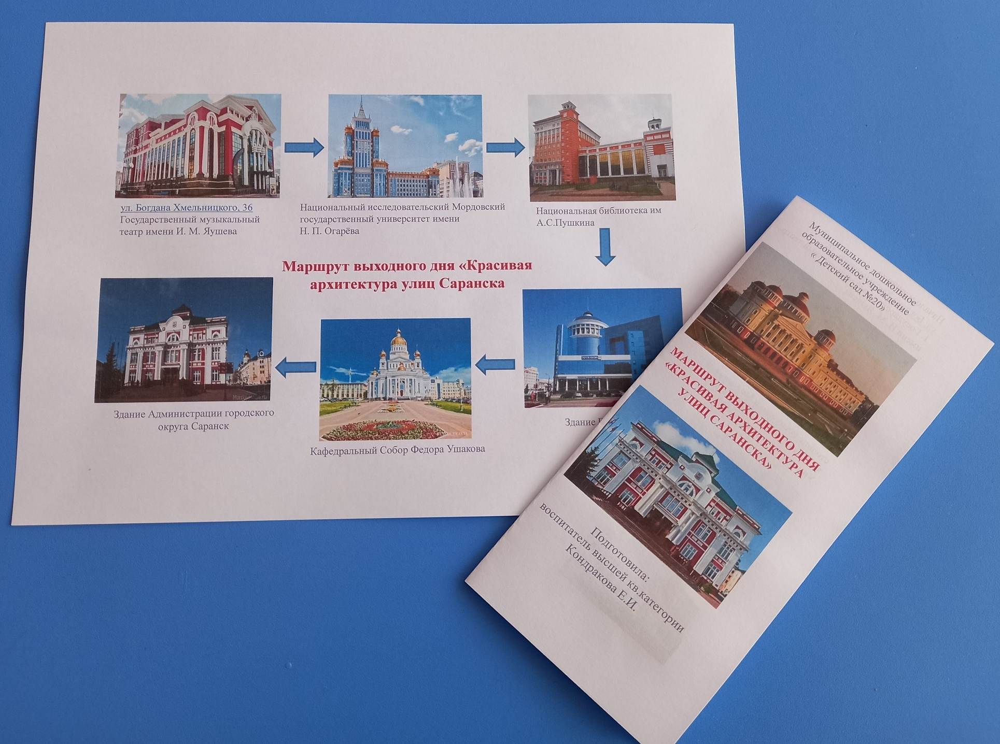 ул. Богдана Хмельницкого, 36
Государственный музыкальный
театр имени И. М. Яушева
Национальный исследовательский Мордовский
государственный университет имени
Н. П. Огарёва
Национальная библиотека им
А.С.Пушкина
Маршрут выходного дня «Красивая
архитектура улиц Саранска
Здание Администрации городского
округа Саранск
Кафедральный Собор Федора Ушакова
RUSSIA.TRAVEL
Здание
Муниципальное дошкольное
образовательное учреждение
« Детский сад №20»
МАРШРУТ ВЫХОДНОГО ДНЯ
«КРАСИВАЯ АРХИТЕКТУРА
УЛИЦ САРАНСКА»
Подготовила:
воспитатель высшей кв.категории
Кондракова Е.И.